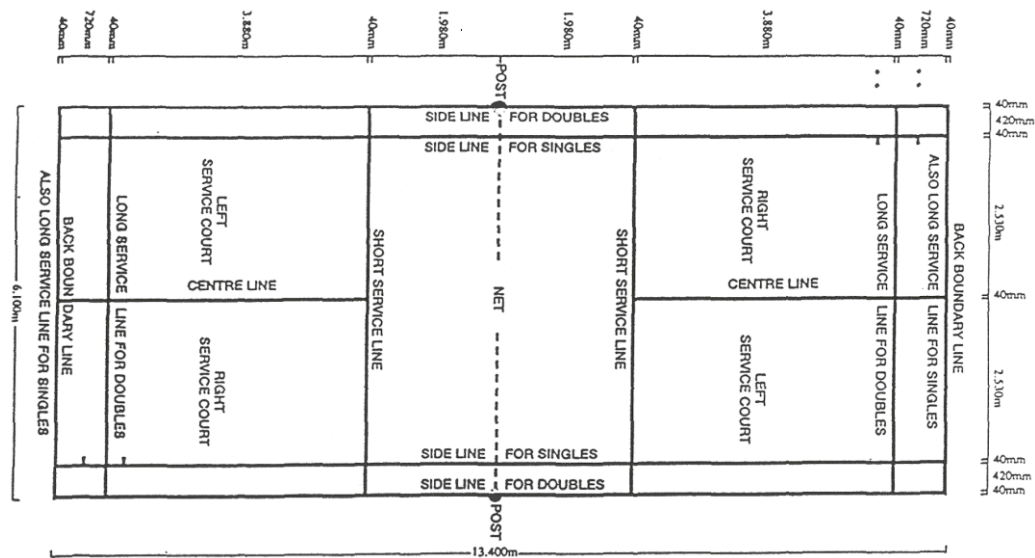 40mm
720mm
40mm
3.880m
40mm
1.980m
1.980m
40mm
3.880m
40mm
720mm
40mm
POST
SIDE LINE FOR DOUBLES
SIDE LINE FOR SINGLES
40mm
420mm
40mm
2.530m
40mm
2.530m
40mm
420mm
40mm
6.100m
ALSO LONG SERVICE LINE FOR SINGLES
BACK BOUNDARY LINE
LONG SERVICE LINE FOR DOUBLES
LEFT
SERVICE COURT
CENTRE LINE
RIGHT
SERVICE COURT
SHORT SERVICE LINE
NET
SHORT SERVICE LINE
RIGHT
SERVICE COURT
CENTRE LINE
LEFT
SERVICE COURT
LONG SERVICE LINE FOR DOUBLES
ALSO LONG SERVICE LINE FOR SINGLES
BACK BOUNDARY LINE
SIDE LINE FOR SINGLES
SIDE LINE FOR DOUBLES
POST
13.400m